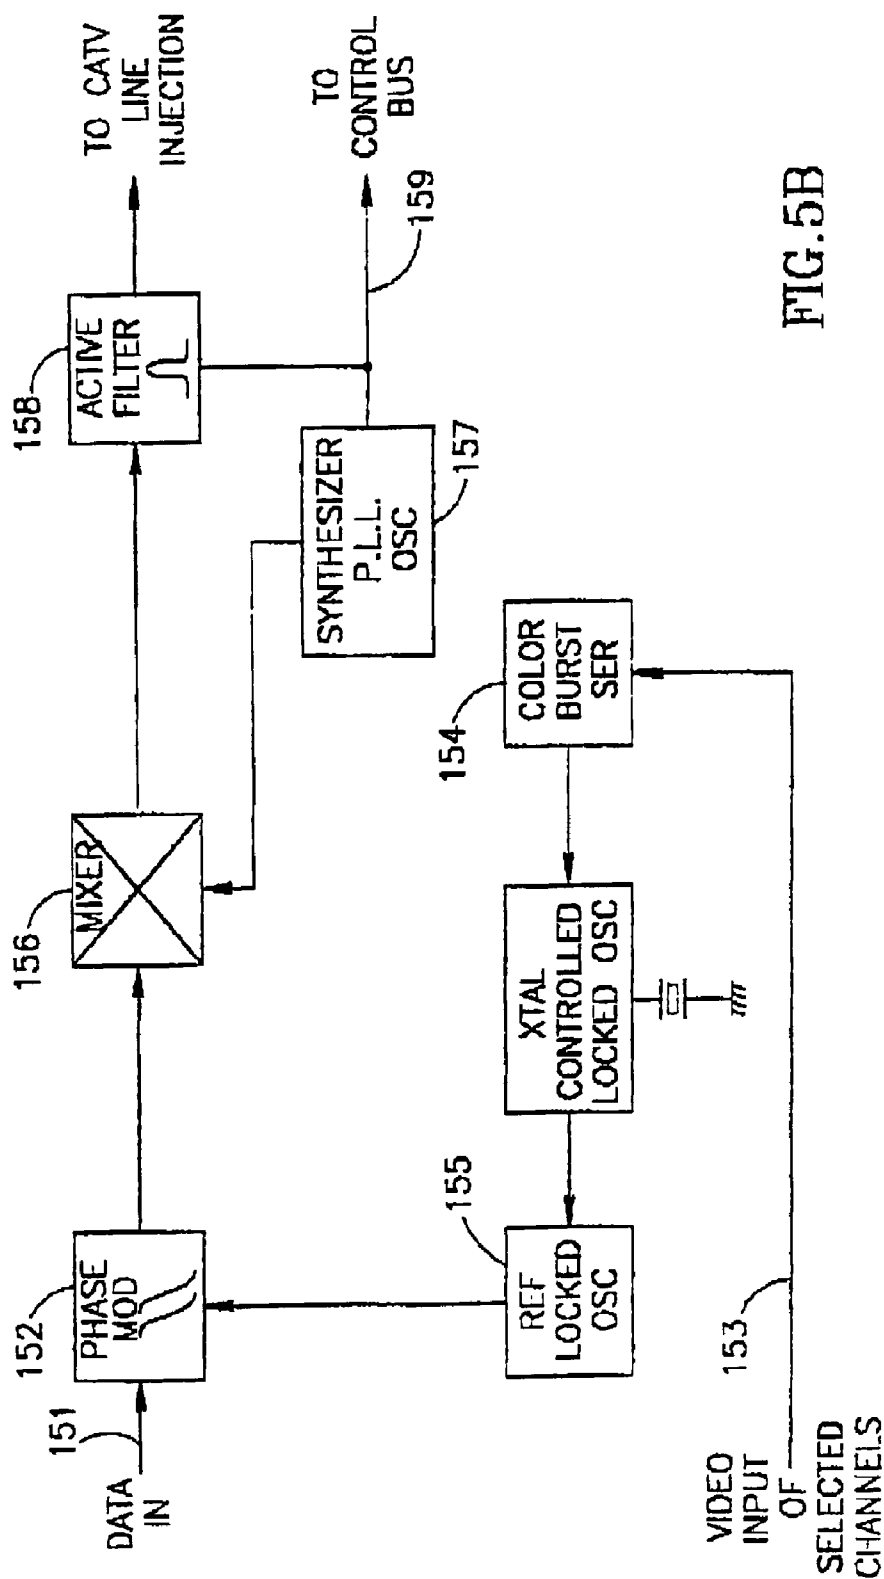 DATA
IN
151
152
PHASE
MOD
156
MIXER
158
ACTIVE
FILTER
TO CATV
LINE
INJECTION
TO
CONTROL
BUS
159
SYNTHESIZER
P.L.L.
OSC
157
155
REF
LOCKED
OSC
XTAL
CONTROLLED
LOCKED OSC
154
COLOR
BURST
SER
153
VIDEO
INPUT
OF
SELECTED
CHANNELS
FIG.5B